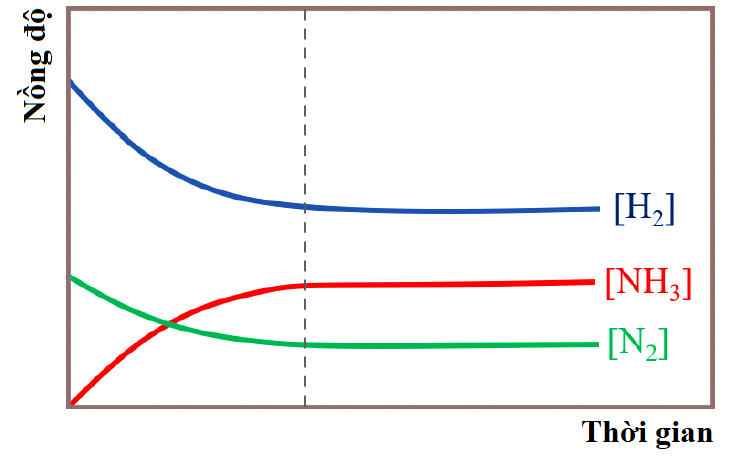 Nồng độ
[H₂]
[NH₃]
[N₂]
Thời gian